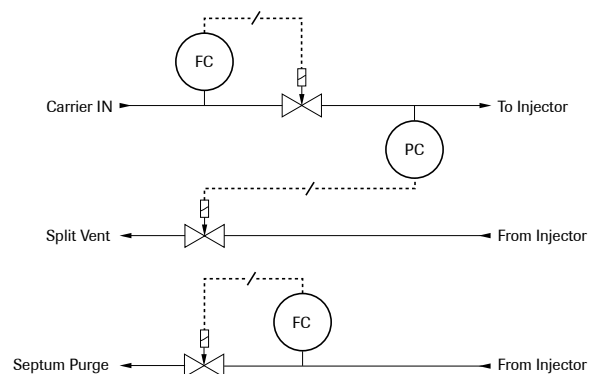 FC
Carrier IN
To Injector
PC
Split Vent
From Injector
FC
Septum Purge
From Injector